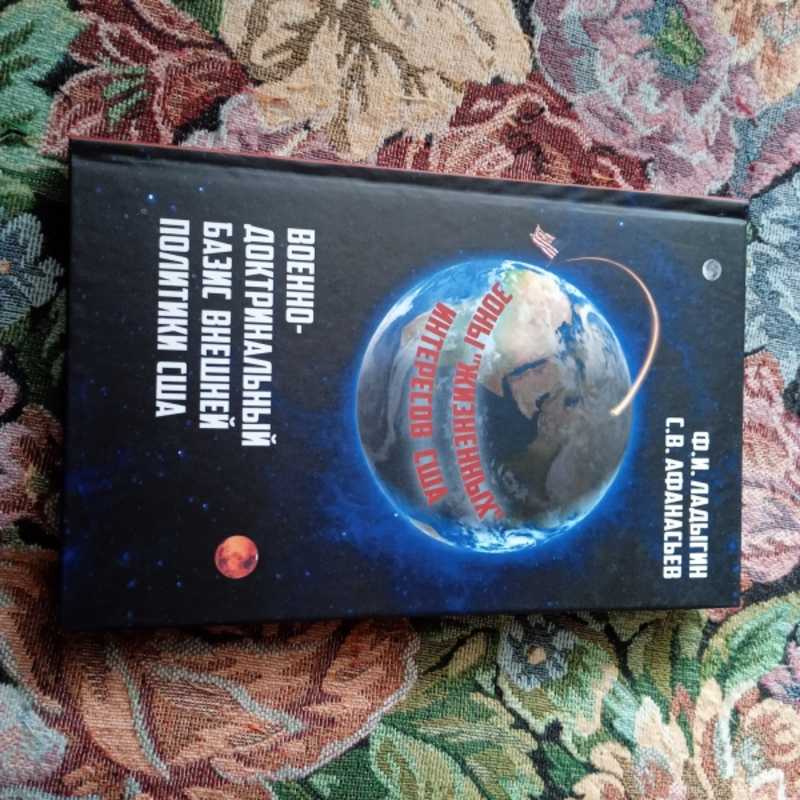 Ф.И. ЛАДЫГИН
С.В. АФАНАСЬЕВ
ЗОНЫ „ЖИЗНЕННЫХ"
ИНТЕРЕСОВ США
ВОЕННО-
ДОКТРИНАЛЬНЫЙ
БАЗИС ВНЕШНЕЙ
ПОЛИТИКИ США